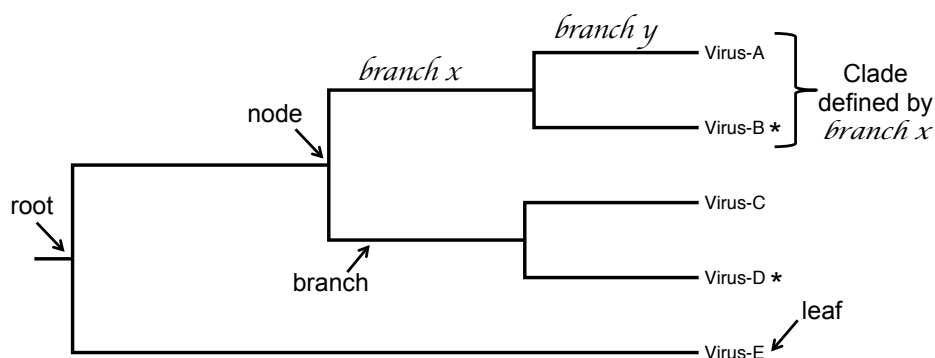 branch y
branch x
Virus-A
Clade
defined by
branch x
node
Virus-B *
root
Virus-C
branch
Virus-D *
leaf
Virus-E